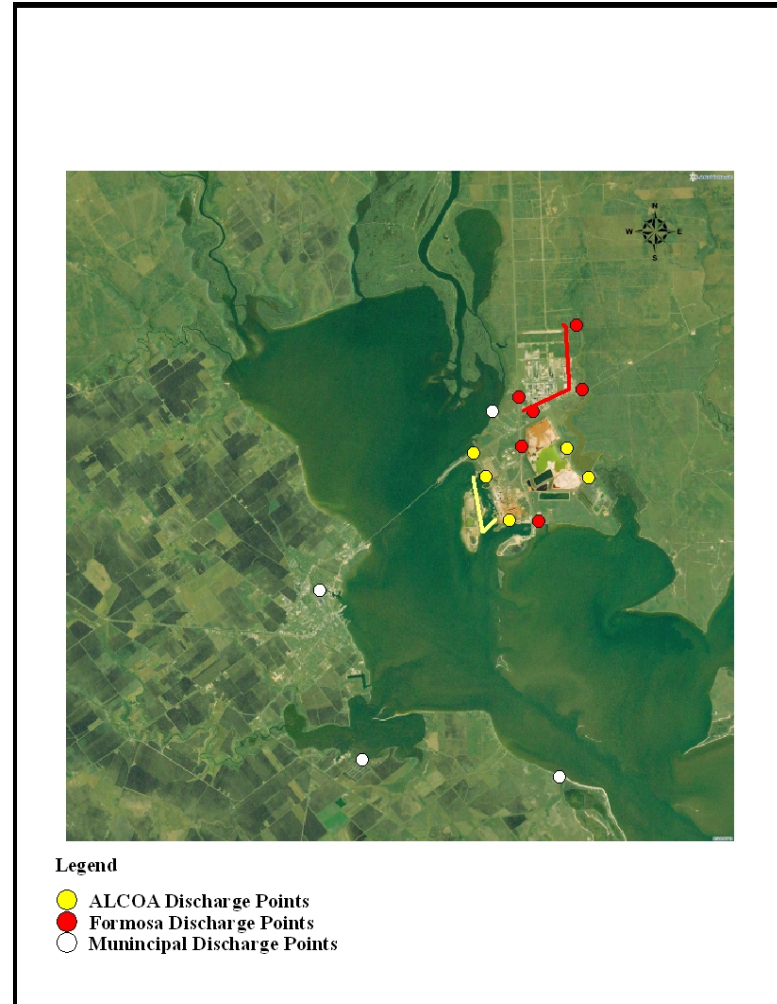 N
W E
S
Legend
ALCOA Discharge Points
Formosa Discharge Points
Munincipal Discharge Points